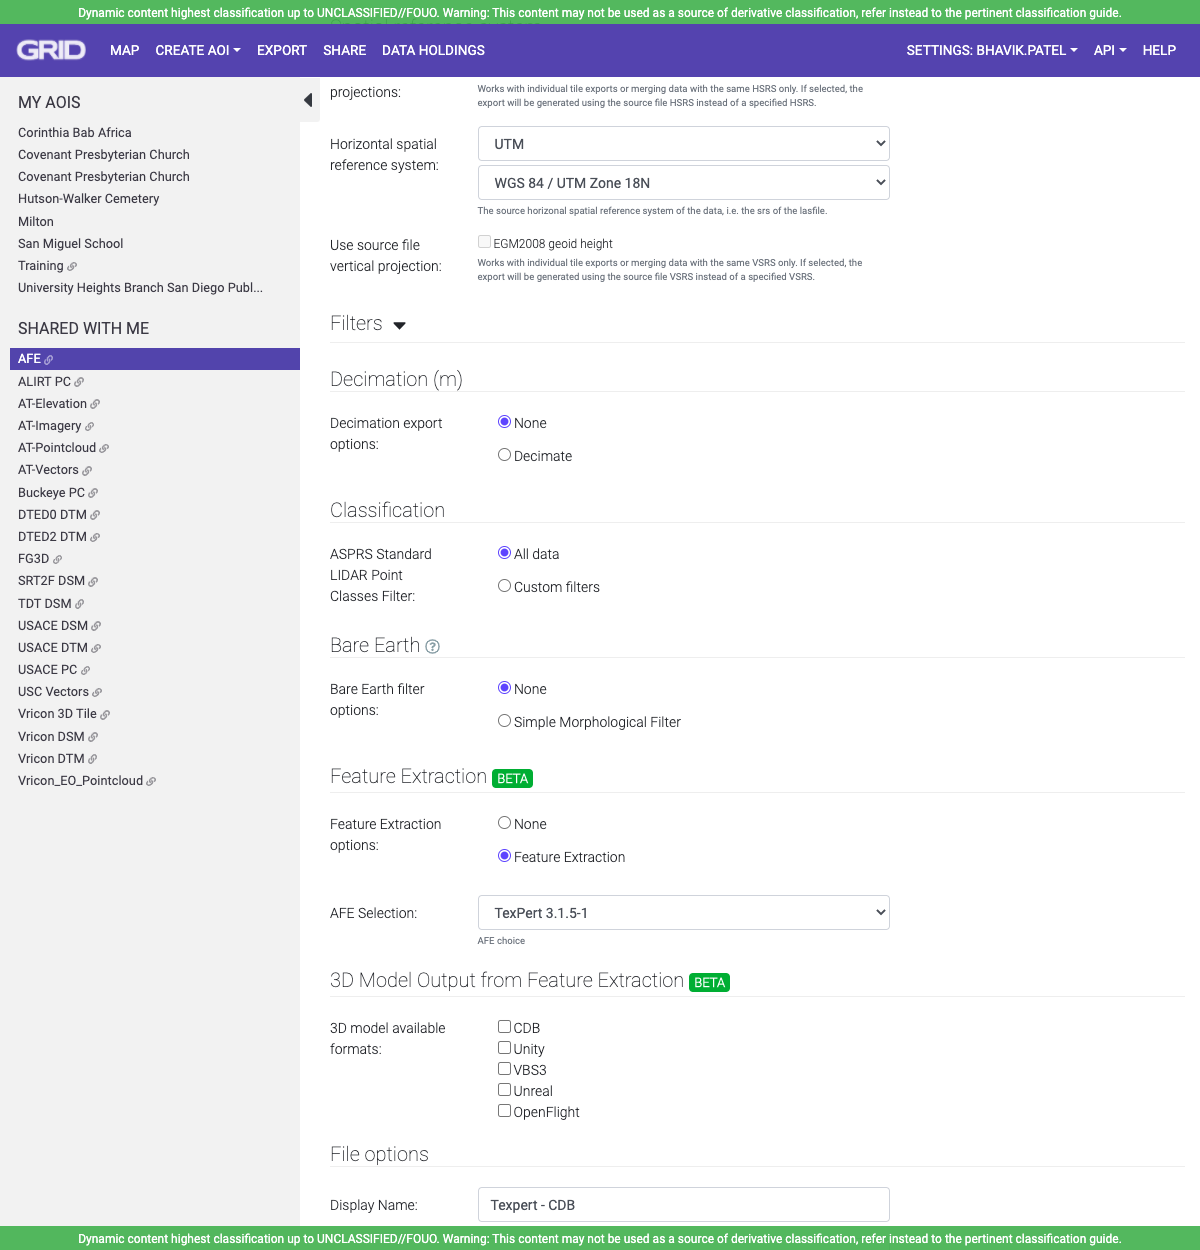 Dynamic content highest classification up to UNCLASSIFIED//FOUO. Warning: This content may not be used as a source of derivative classification, refer instead to the pertinent classification guide.
GRID MAP CREATE AOI EXPORT SHARE DATA HOLDINGS SETTINGS: BHAVIK.PATEL API HELP
MY AOIS
Corinthia Bab Africa
Covenant Presbyterian Church
Covenant Presbyterian Church
Hutson-Walker Cemetery
Milton
San Miguel School
Training
University Heights Branch San Diego Publ...
SHARED WITH ME
AFE
ALIRT PC
AT-Elevation
AT-Imagery
AT-Pointcloud
AT-Vectors
Buckeye PC
DTED0 DTM
DTED2 DTM
FG3D
SRT2F DSM
TDT DSM
USACE DSM
USACE DTM
USACE PC
USC Vectors
Vricon 3D Tile
Vricon DSM
Vricon DTM
Vricon_EO_Pointcloud
projections:
Works with individual tile exports or merging data with the same HSRS only. If selected, the
export will be generated using the source file HSRS instead of a specified HSRS.
Horizontal spatial
reference system:
UTM
WGS 84 / UTM Zone 18N
The source horizonal spatial reference system of the data, i.e. the srs of the lasfile.
Use source file
vertical projection:
EGM2008 geoid height
Works with individual tile exports or merging data with the same VSRS only. If selected, the
export will be generated using the source file VSRS instead of a specified VSRS.
Filters
Decimation (m)
Decimation export
options:
None
Decimate
Classification
ASPRS Standard
LIDAR Point
Classes Filter:
All data
Custom filters
Bare Earth ?
Bare Earth filter
options:
None
Simple Morphological Filter
Feature Extraction BETA
Feature Extraction
options:
None
Feature Extraction
AFE Selection:
TexPert 3.1.5-1
AFE choice
3D Model Output from Feature Extraction BETA
3D model available
formats:
CDB
Unity
VBS3
Unreal
OpenFlight
File options
Display Name:
Texpert - CDB
Dynamic content highest classification up to UNCLASSIFIED//FOUO. Warning: This content may not be used as a source of derivative classification, refer instead to the pertinent classification guide.